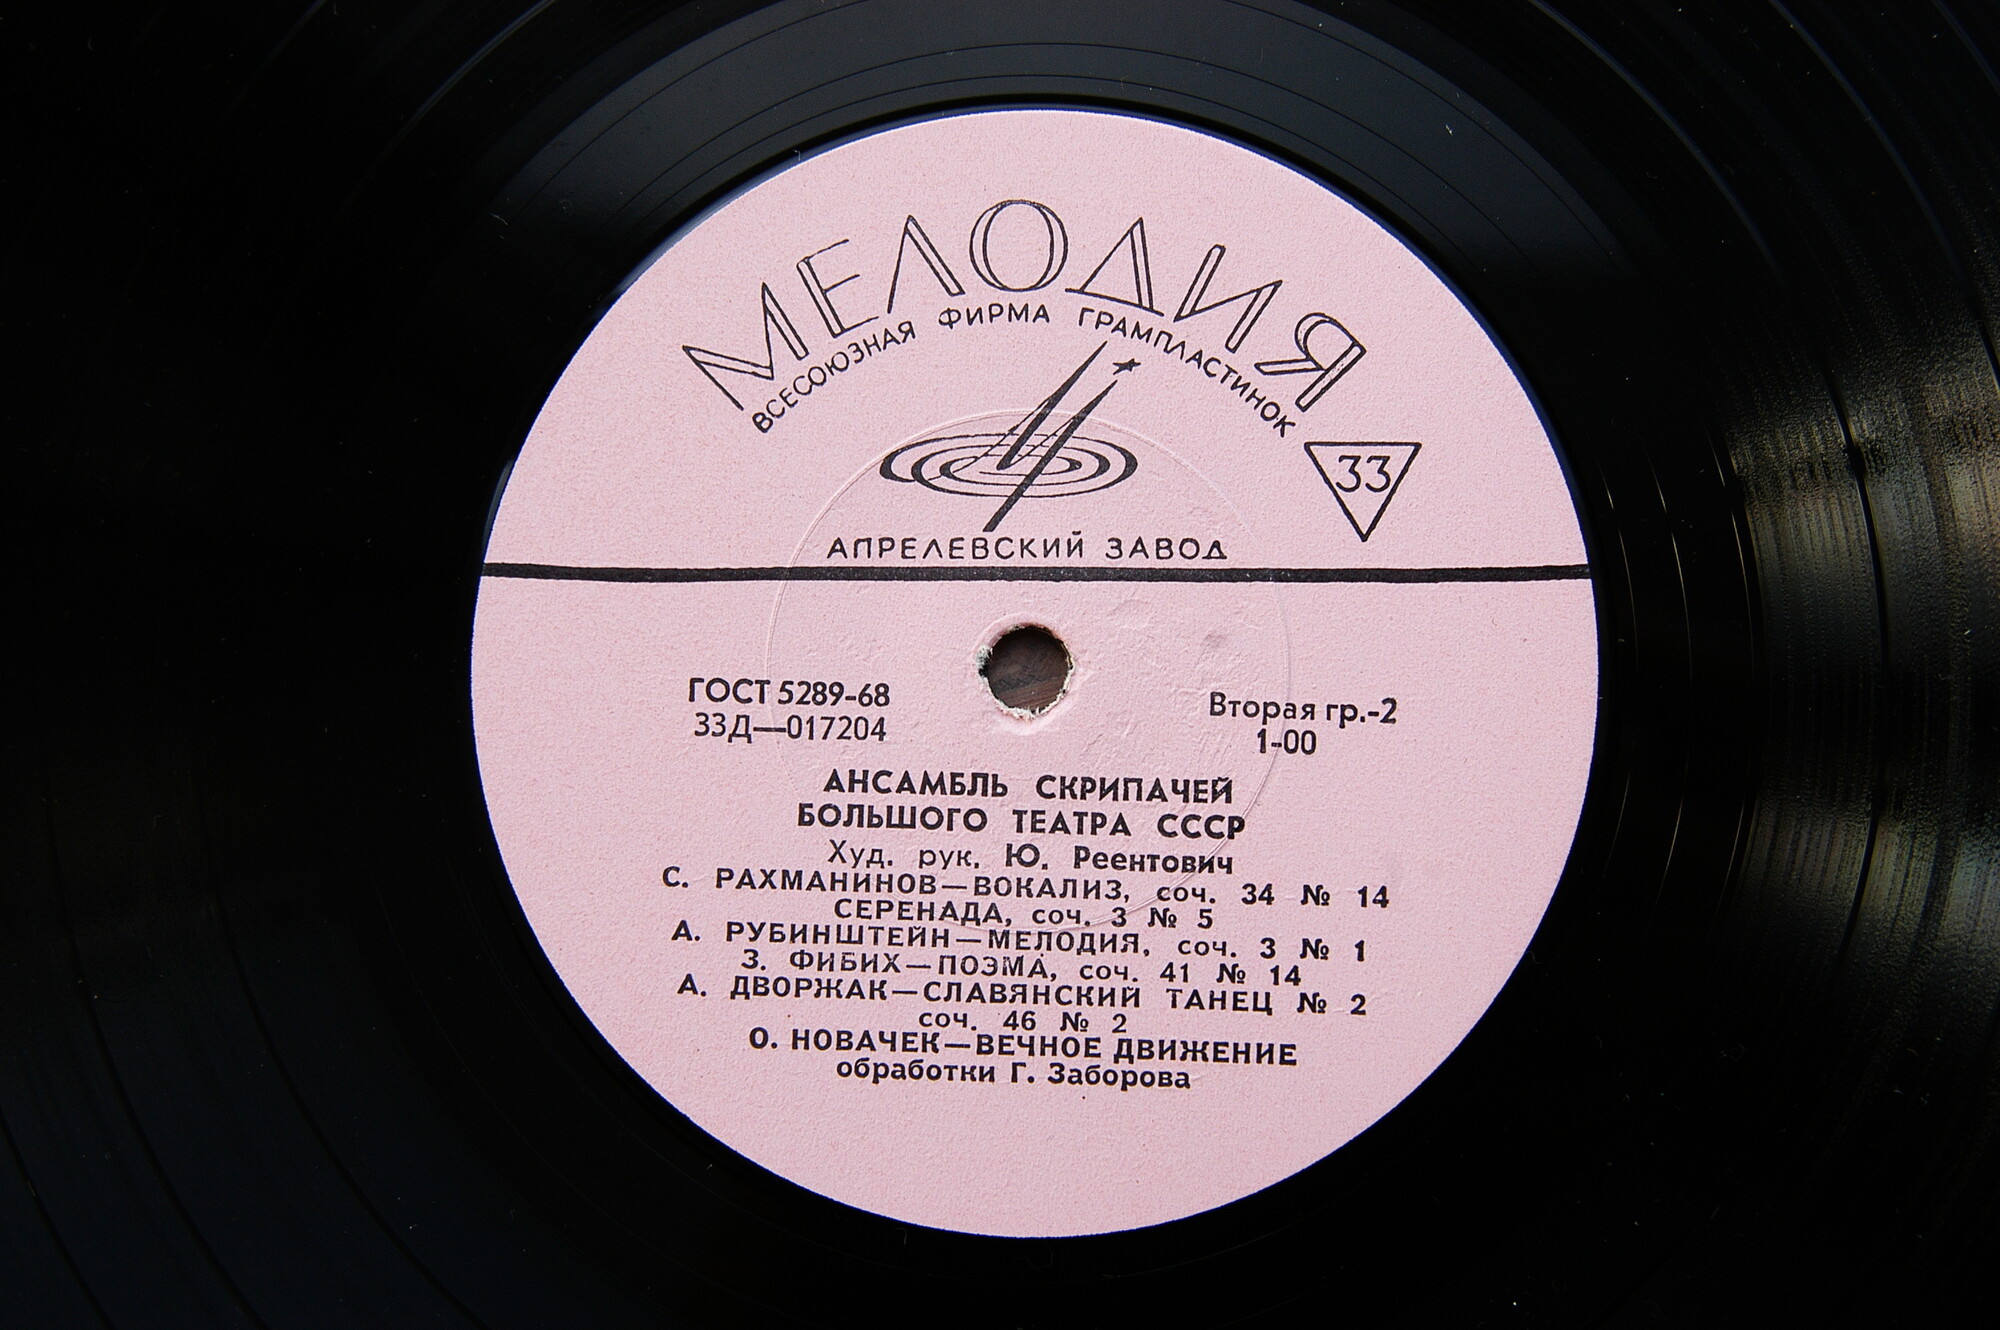 МЕЛОДИЯ
ВСЕСОЮЗНАЯ ФИРМА ГРАМПЛАСТИНОК
33
АПРЕЛЕВСКИЙ ЗАВОД
ГОСТ 5289-68
33Д—017204
Вторая гр.-2
1-00
АНСАМБЛЬ СКРИПАЧЕЙ
БОЛЬШОГО ТЕАТРА СССР
Худ. рук. Ю. Реентович
С. РАХМАНИНОВ—ВОКАЛИЗ, соч. 34 № 14
СЕРЕНАДА, соч. 3 № 5
А. РУБИНШТЕЙН—МЕЛОДИЯ, соч. 3 № 1
З. ФИБИХ—ПОЭМА, соч. 41 № 14
А. ДВОРЖАК—СЛАВЯНСКИЙ ТАНЕЦ № 2
соч. 46 № 2
О. НОВАЧЕК—ВЕЧНОЕ ДВИЖЕНИЕ
обработки Г. Заборова